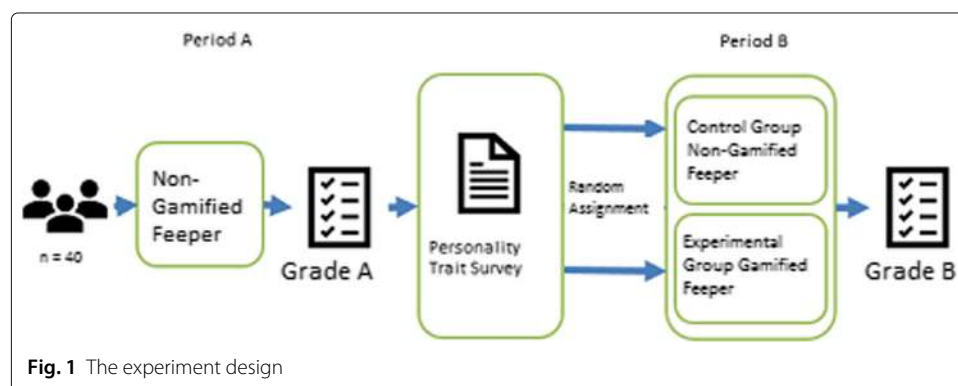 Period A
Period B
n = 40
Non-
Gamified
Feeper
Grade A
Personality
Trait Survey
Random
Assignment
Control Group
Non-Gamified
Feeper
Experimental
Group Gamified
Feeper
Grade B
Fig. 1 The experiment design